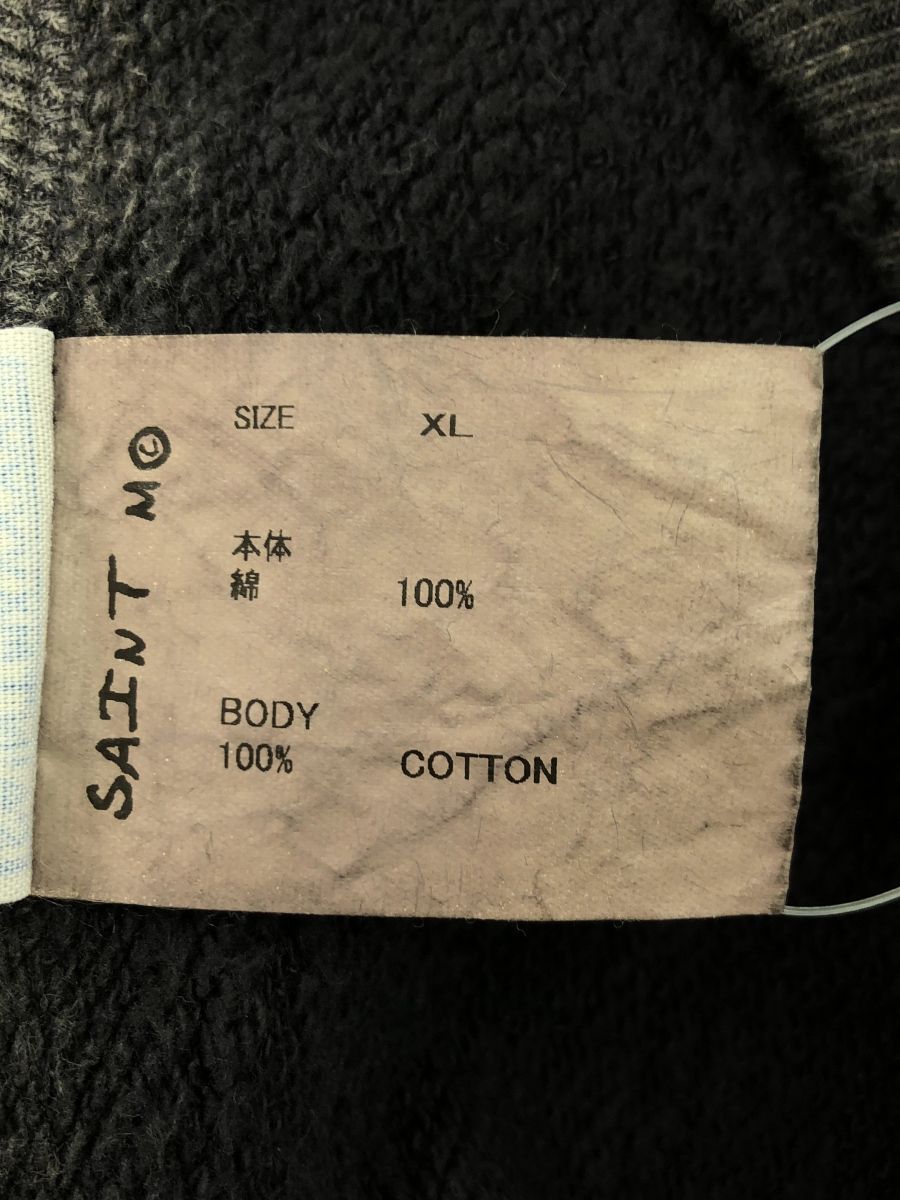 SAINT M©
SIZE XL
本体
綿 100%
BODY
100% COTTON